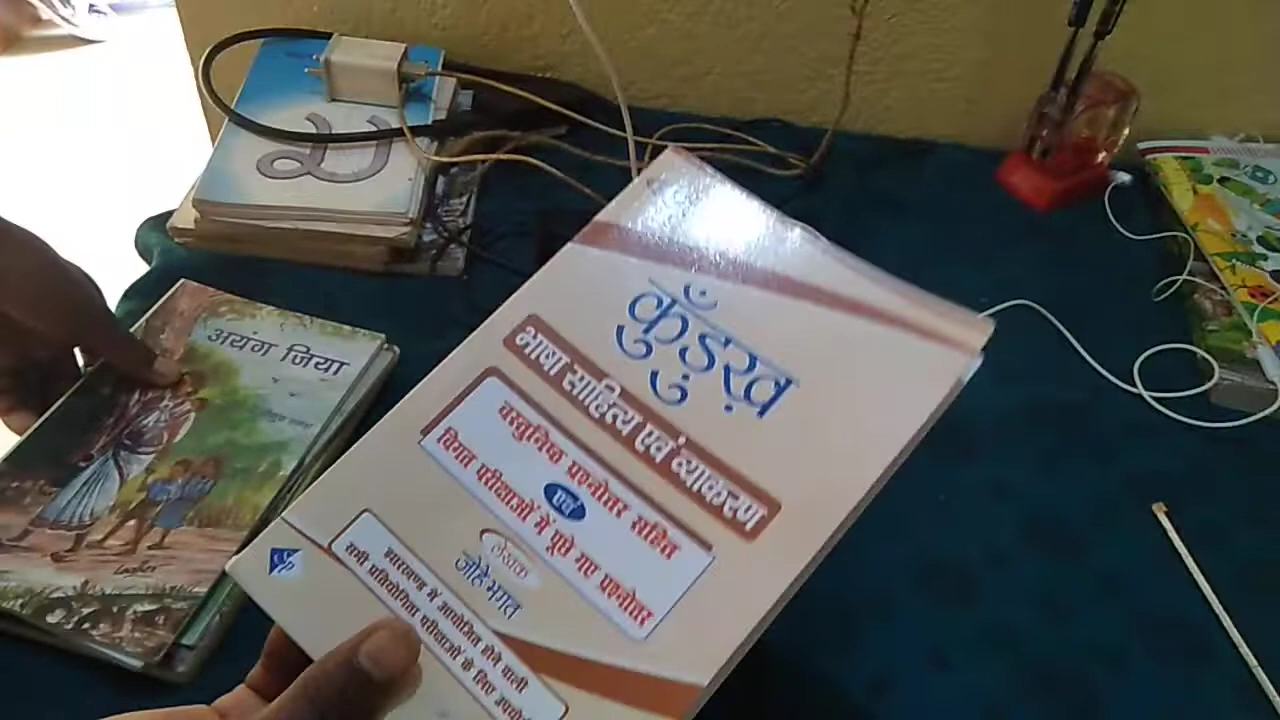 कुँड़ुख़
भाषा साहित्य एवं व्याकरण
वस्तुनिष्ठ प्रश्नोत्तर सहित
एवं
विगत परीक्षाओं में पूछे गए प्रश्नोत्तर
लेखक
जोहे भगत
झारखण्ड में आयोजित होने वाली
सभी प्रतियोगिता परीक्षाओं के लिए
अयंग जिया